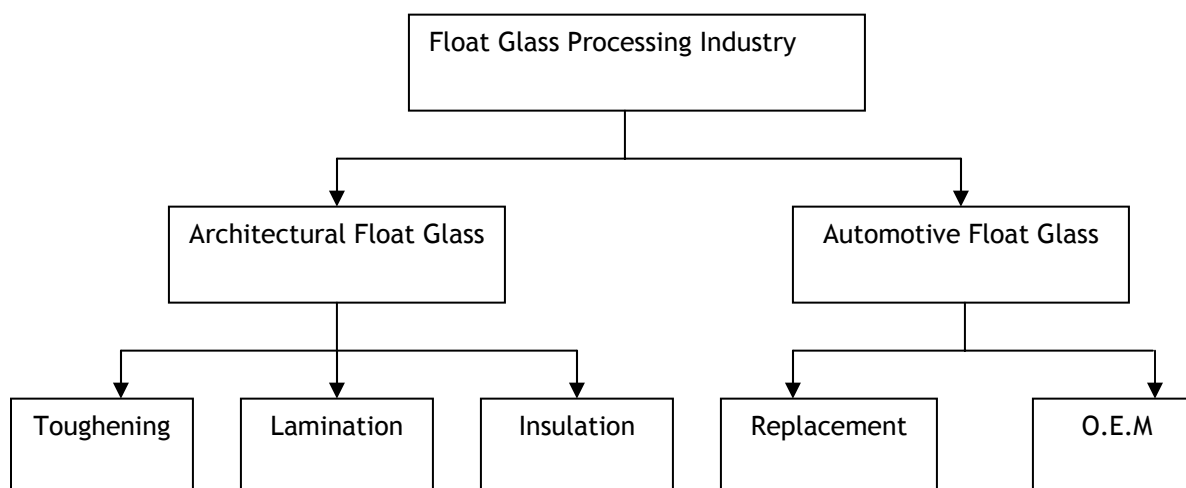 Float Glass Processing Industry
Architectural Float Glass
Automotive Float Glass
Toughening
Lamination
Insulation
Replacement
O.E.M